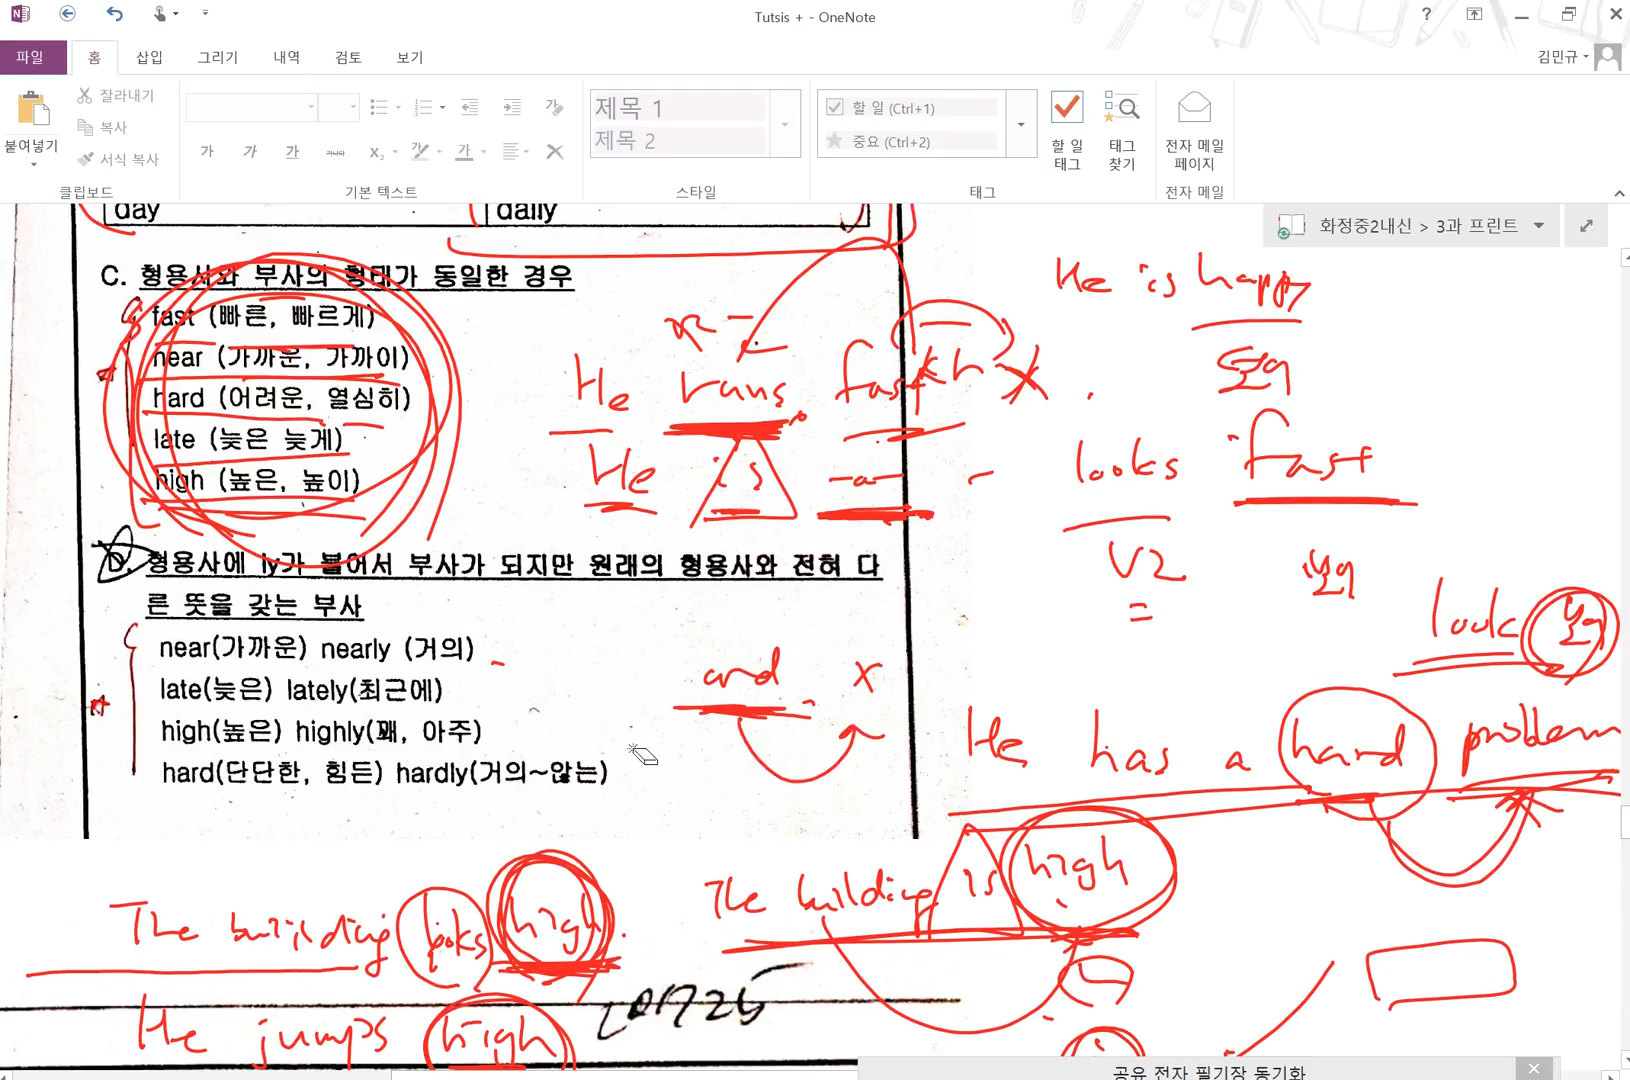 Tutsis + - OneNote
파일 홈 삽입 그리기 내역 검토 보기
김민규
붙여넣기
잘라내기
복사
서식 복사
클립보드
가 가 가 가나다 x₂ 가
기본 텍스트
제목 1
제목 2
스타일
할 일 (Ctrl+1)
중요 (Ctrl+2)
할 일 태그
태그 찾기
태그
전자 메일 페이지
전자 메일
화정중2내신 > 3과 프린트
day daily
C. 형용사와 부사의 형태가 동일한 경우
fast (빠른, 빠르게)
near (가까운, 가까이)
hard (어려운, 열심히)
late (늦은 늦게)
high (높은, 높이)
D. 형용사에 ly가 붙어서 부사가 되지만 원래의 형용사와 전혀 다
른 뜻을 갖는 부사
near(가까운) nearly (거의)
late(늦은) lately(최근에)
high(높은) highly(꽤, 아주)
hard(단단한, 힘든) hardly(거의~않는)
He is happy
He runs fast
He is
looks fast
V2
look
and x
He has a hard problem
The building is high
The building looks high.
He jumps high
공유 전자 필기장 동기화